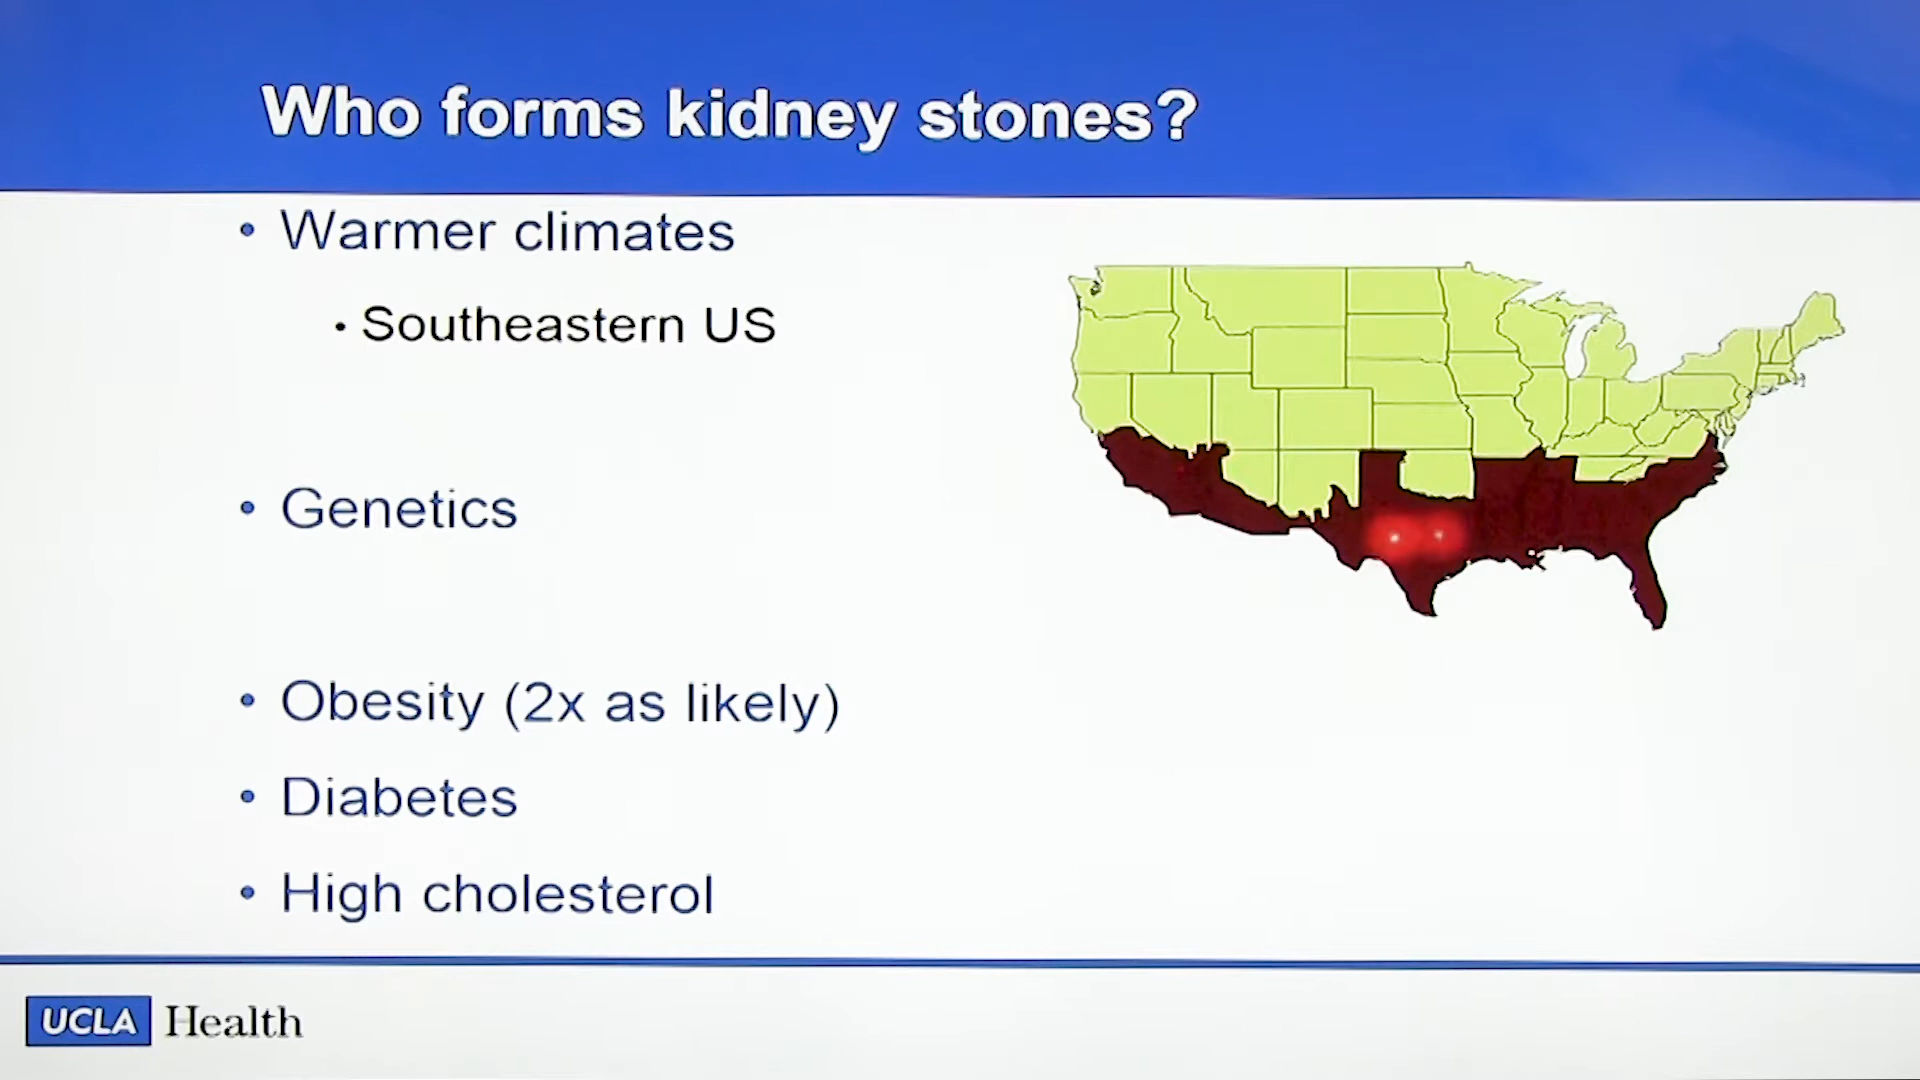 Who forms kidney stones?
• Warmer climates
• Southeastern US
• Genetics
• Obesity (2x as likely)
• Diabetes
• High cholesterol
UCLA Health